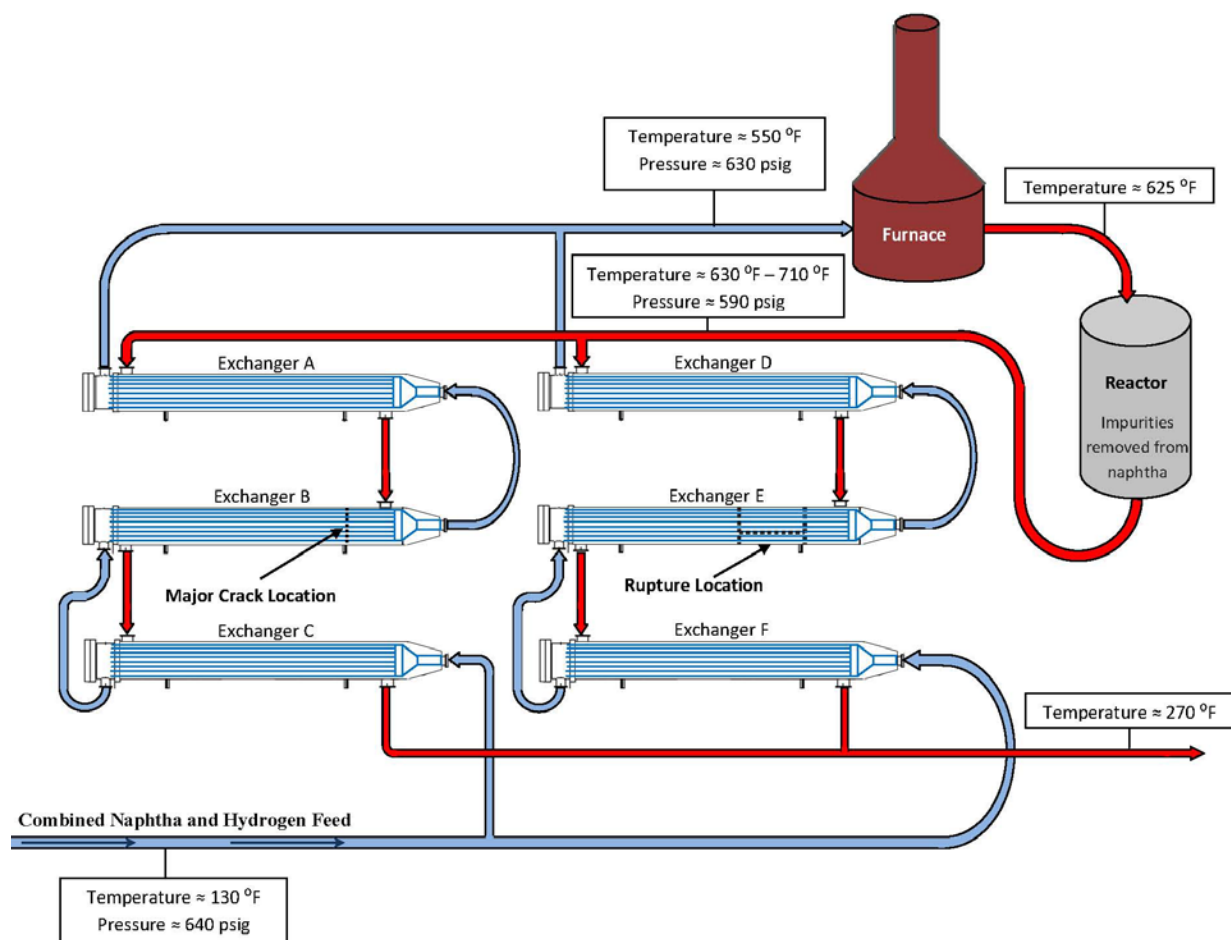 Temperature ≈ 550 °F
Pressure ≈ 630 psig
Temperature ≈ 625 °F
Furnace
Temperature ≈ 630 °F – 710 °F
Pressure ≈ 590 psig
Exchanger A
Exchanger D
Reactor
Impurities
removed from
naphtha
Exchanger B
Exchanger E
Major Crack Location
Rupture Location
Exchanger C
Exchanger F
Temperature ≈ 270 °F
Combined Naphtha and Hydrogen Feed
Temperature ≈ 130 °F
Pressure ≈ 640 psig